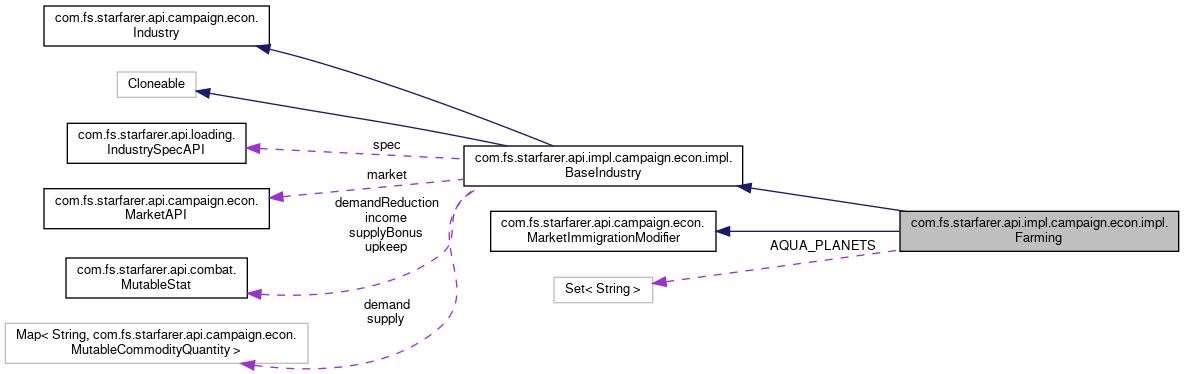 com.fs.starfarer.api.campaign.econ.
Industry
Cloneable
com.fs.starfarer.api.loading.
IndustrySpecAPI
spec
com.fs.starfarer.api.impl.campaign.econ.impl.
BaseIndustry
market
com.fs.starfarer.api.campaign.econ.
MarketAPI
demandReduction
income
supplyBonus
upkeep
com.fs.starfarer.api.campaign.econ.
MarketImmigrationModifier
com.fs.starfarer.api.impl.campaign.econ.impl.
Farming
AQUA_PLANETS
com.fs.starfarer.api.combat.
MutableStat
Set< String >
demand
supply
Map< String, com.fs.starfarer.api.campaign.econ.
MutableCommodityQuantity >